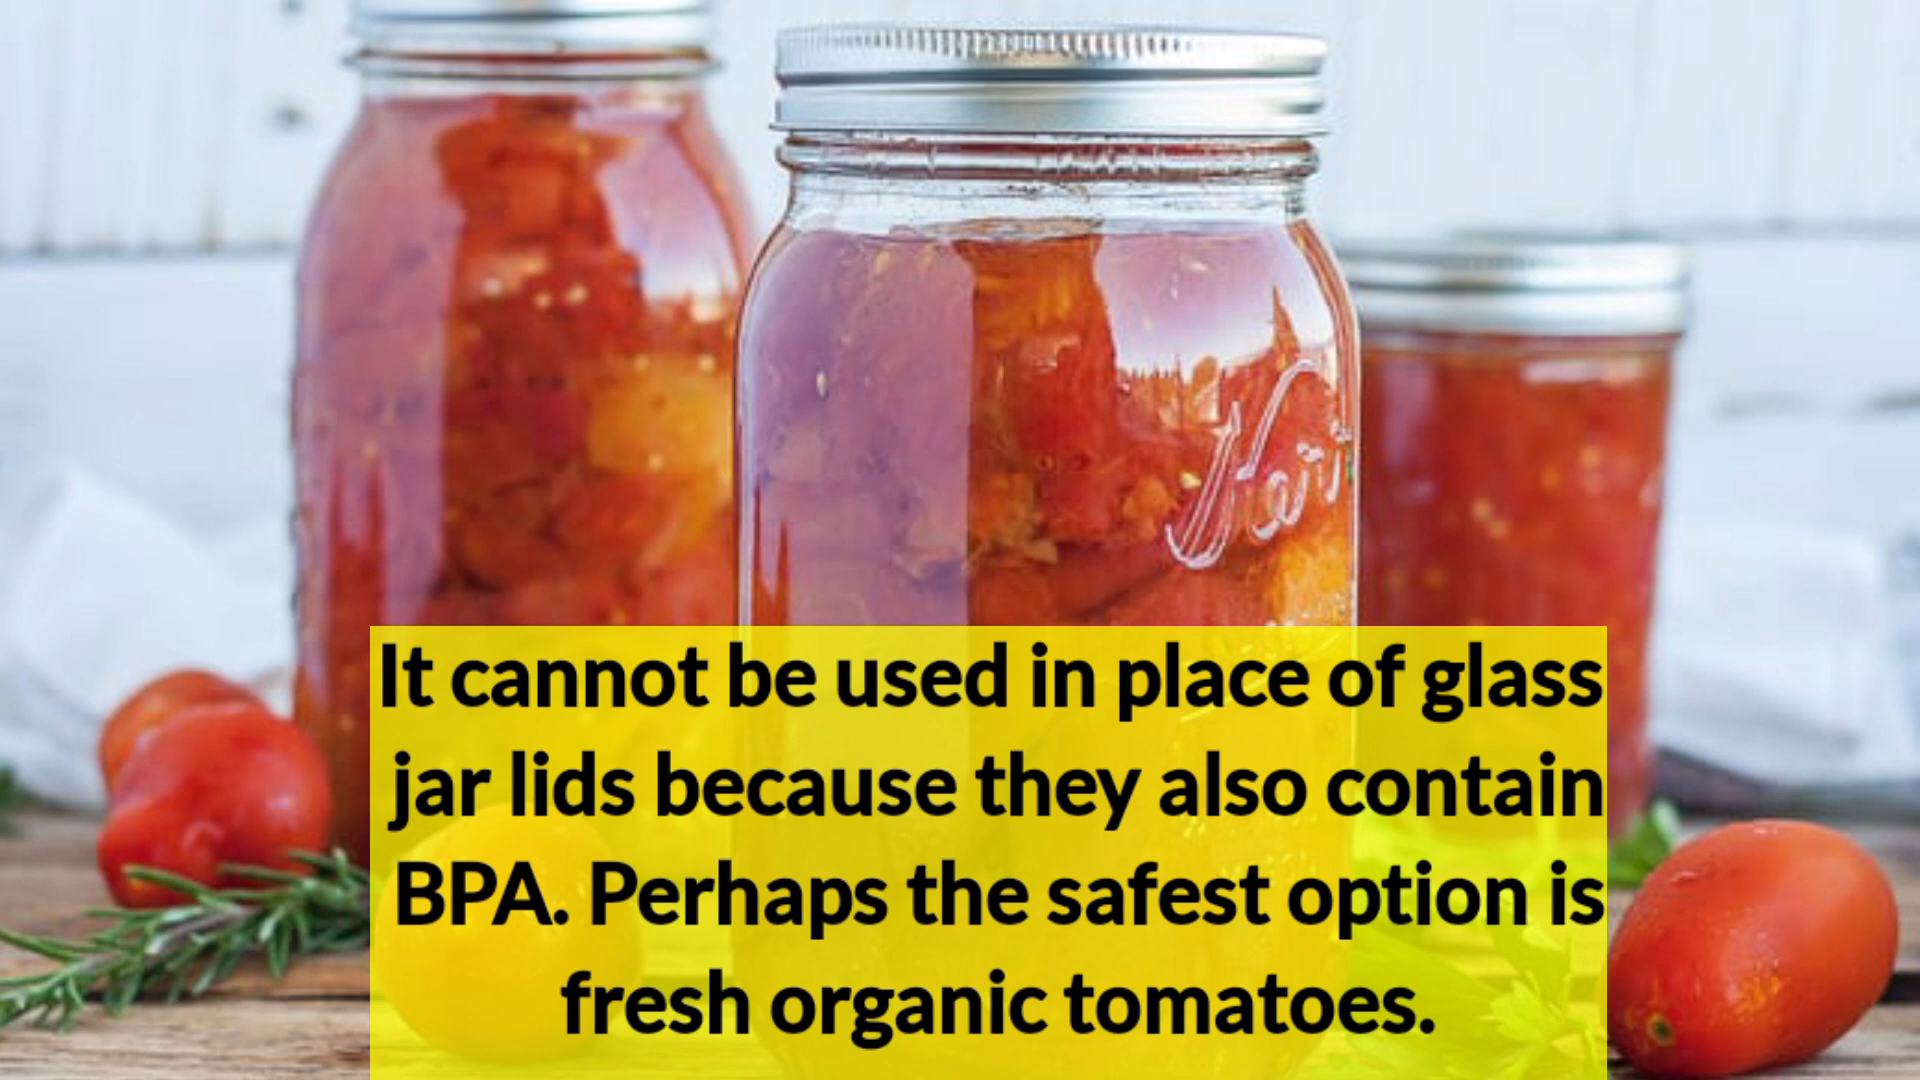 Kerr
It cannot be used in place of glass
jar lids because they also contain
BPA. Perhaps the safest option is
fresh organic tomatoes.